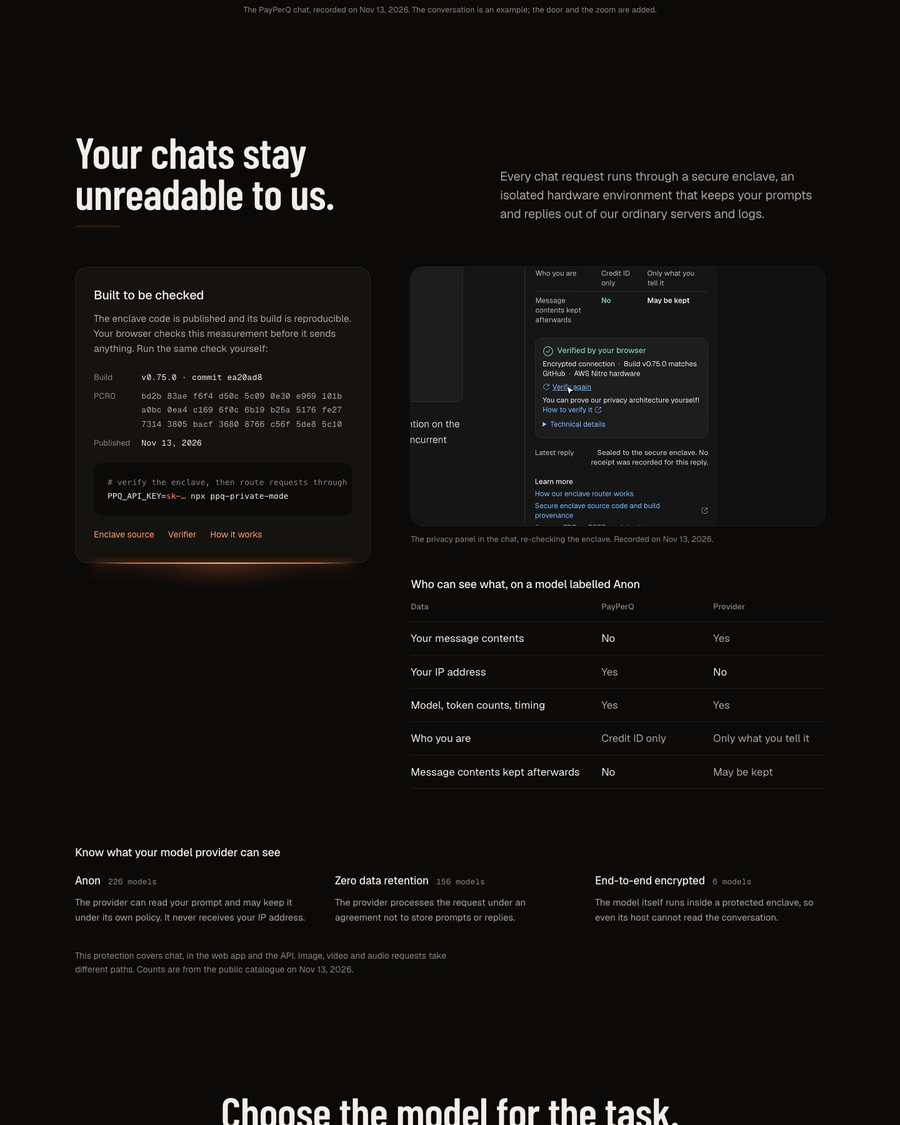 The PayPerQ chat, recorded on Nov 13, 2026. The conversation is an example; the door and the zoom are added.
Your chats stay
unreadable to us.
Every chat request runs through a secure enclave, an
isolated hardware environment that keeps your prompts
and replies out of our ordinary servers and logs.
Built to be checked
The enclave code is published and its build is reproducible.
Your browser checks this measurement before it sends
anything. Run the same check yourself:
Build v0.75.0 · commit ea20ad8
PCR0 bd2b 83ae f6f4 d50c 5c09 0e30 e969 101b
a0bc 0ea4 c169 6f0c 6b19 b25a 5176 fe27
7314 3805 bacf 3680 8766 c56f 5de8 5c10
Published Nov 13, 2026
# verify the enclave, then route requests through
PPQ_API_KEY=sk-… npx ppq-private-mode
Enclave source Verifier How it works
ntion on the
ncurrent
Who you are Credit ID only Only what you tell it
Message contents kept afterwards No May be kept
Verified by your browser
Encrypted connection · Build v0.75.0 matches
GitHub · AWS Nitro hardware
Verify again
You can prove our privacy architecture yourself!
How to verify it
Technical details
Latest reply Sealed to the secure enclave. No
receipt was recorded for this reply.
Learn more
How our enclave router works
Secure enclave source code and build
provenance
The privacy panel in the chat, re-checking the enclave. Recorded on Nov 13, 2026.
Who can see what, on a model labelled Anon
Data PayPerQ Provider
Your message contents No Yes
Your IP address Yes No
Model, token counts, timing Yes Yes
Who you are Credit ID only Only what you tell it
Message contents kept afterwards No May be kept
Know what your model provider can see
Anon 226 models
The provider can read your prompt and may keep it
under its own policy. It never receives your IP address.
Zero data retention 156 models
The provider processes the request under an
agreement not to store prompts or replies.
End-to-end encrypted 6 models
The model itself runs inside a protected enclave, so
even its host cannot read the conversation.
This protection covers chat, in the web app and the API. Image, video and audio requests take
different paths. Counts are from the public catalogue on Nov 13, 2026.
Choose the model for the task.